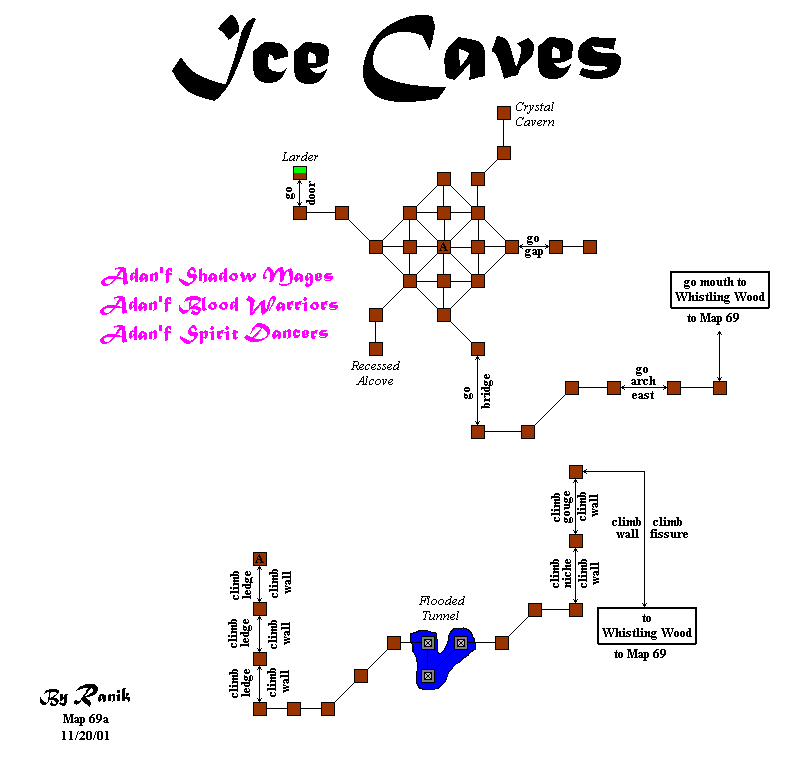 Ice Caves
Crystal
Cavern
Larder
go
door
A
go
gap
Adan'f Shadow Mages
Adan'f Blood Warriors
Adan'f Spirit Dancers
go mouth to
Whistling Wood
to Map 69
Recessed
Alcove
go
bridge
go
arch
east
climb
gouge
climb
wall
climb
wall
climb
fissure
climb
niche
climb
wall
A
climb
ledge
climb
wall
Flooded
Tunnel
to
Whistling Wood
to Map 69
climb
ledge
climb
wall
climb
ledge
climb
wall
By Ranik
Map 69a
11/20/01